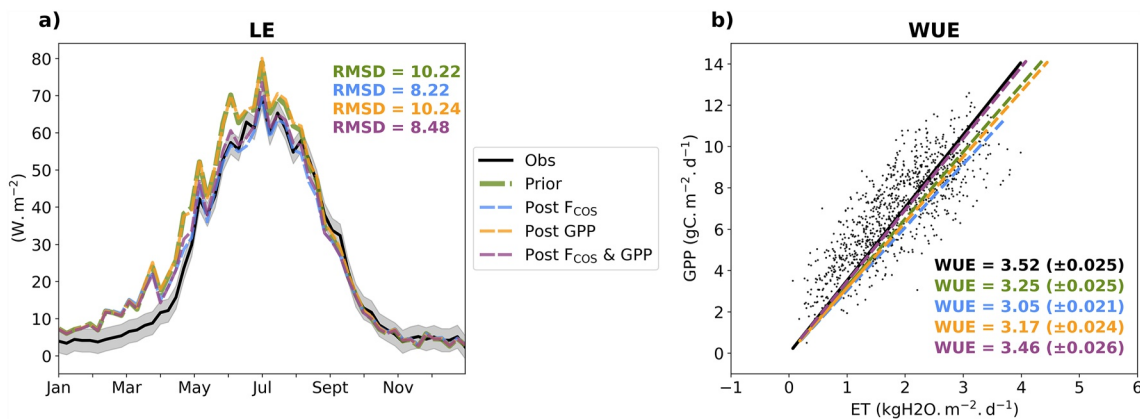 a)
LE
RMSD = 10.22
RMSD = 8.22
RMSD = 10.24
RMSD = 8.48
80
70
60
50
40
30
20
10
0
(W. m⁻²)
Jan Mar May Jul Sept Nov
Obs
Prior
Post F_COS
Post GPP
Post F_COS & GPP
b)
WUE
14
12
10
8
6
4
2
0
GPP (gC. m⁻². d⁻¹)
WUE = 3.52 (±0.025)
WUE = 3.25 (±0.025)
WUE = 3.05 (±0.021)
WUE = 3.17 (±0.024)
WUE = 3.46 (±0.026)
−1 0 1 2 3 4 5 6
ET (kgH2O. m⁻². d⁻¹)